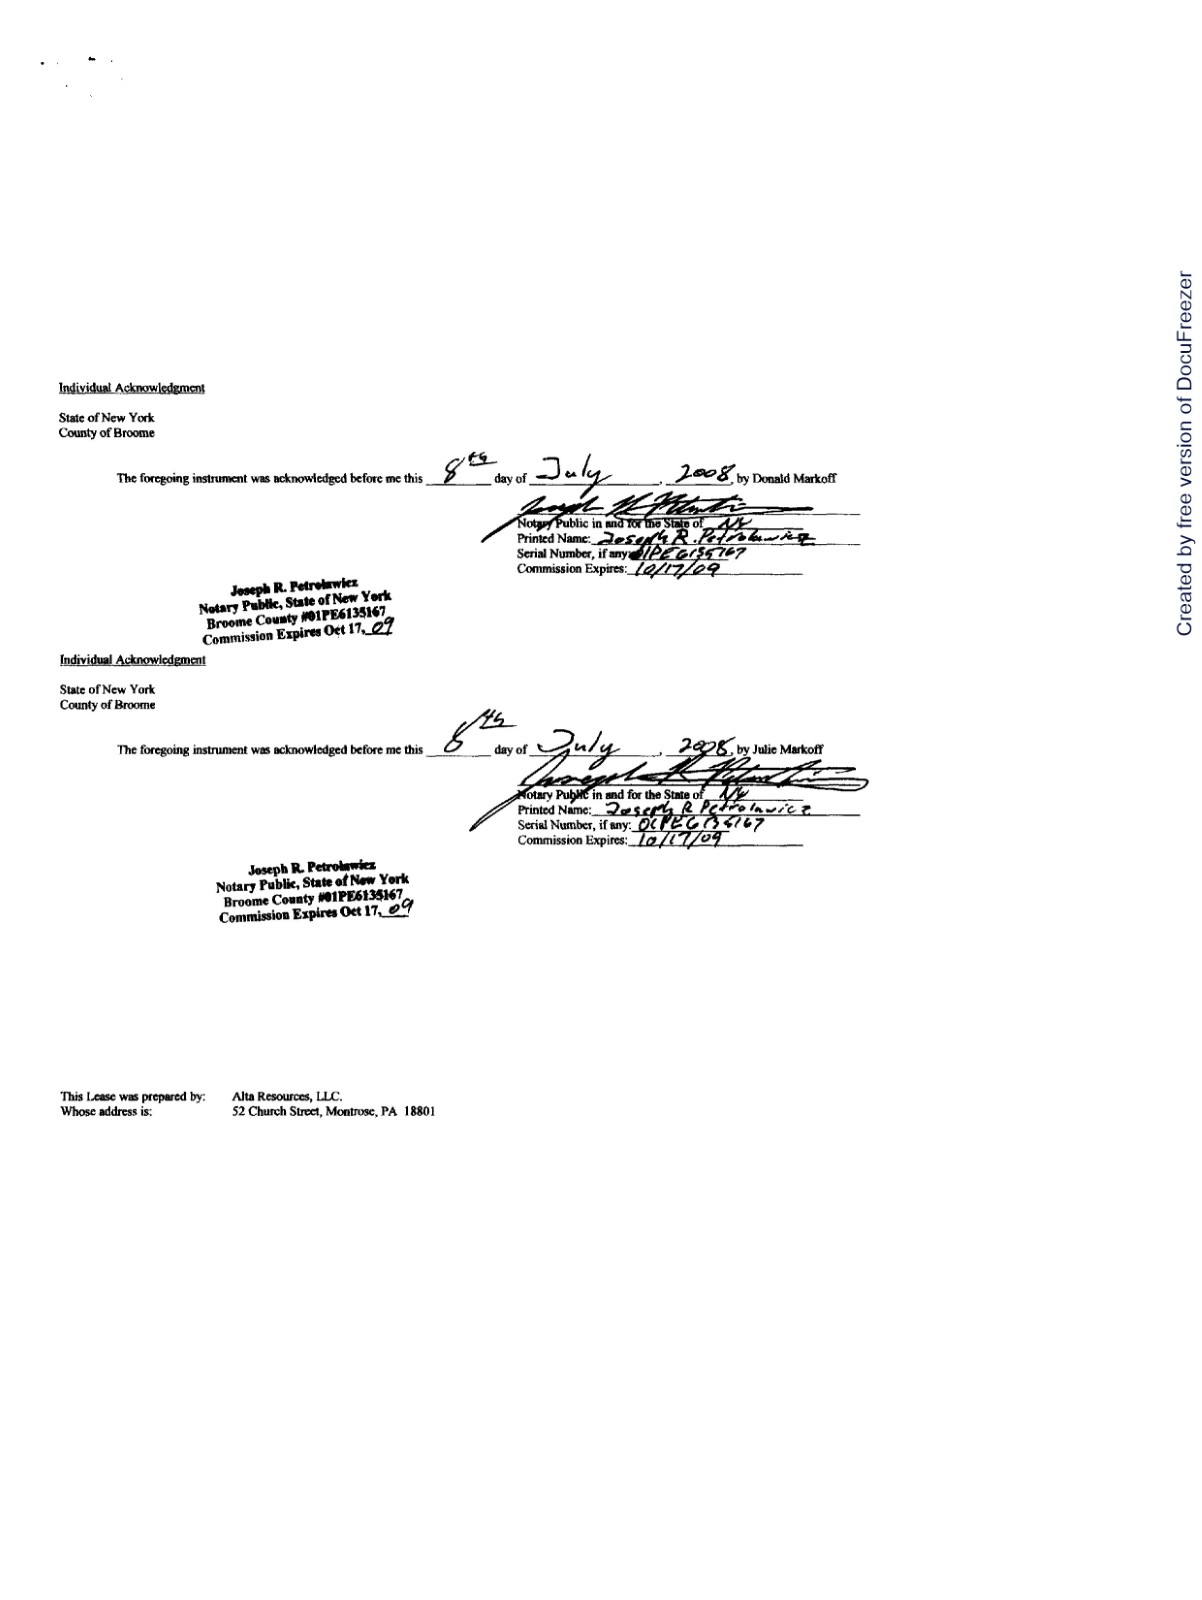 Individual Acknowledgment
State of New York
County of Broome
The foregoing instrument was acknowledged before me this 8th day of July, 2008, by Donald Markoff
Notary Public in and for the State of NY
Printed Name: Joseph R. Petrolawicz
Serial Number, if any: 01PE6135167
Commission Expires: 10/17/09
Joseph R. Petrolawicz
Notary Public, State of New York
Broome County #01PE6135167
Commission Expires Oct 17, 09
Individual Acknowledgment
State of New York
County of Broome
The foregoing instrument was acknowledged before me this 8th day of July, 2008, by Julie Markoff
Notary Public in and for the State of NY
Printed Name: Joseph R Petrolawicz
Serial Number, if any: 01PE6135167
Commission Expires: 10/17/09
Joseph R. Petrolawicz
Notary Public, State of New York
Broome County #01PE6135167
Commission Expires Oct 17, 09
This Lease was prepared by: Alta Resources, LLC.
Whose address is: 52 Church Street, Montrose, PA 18801
Created by free version of DocuFreezer